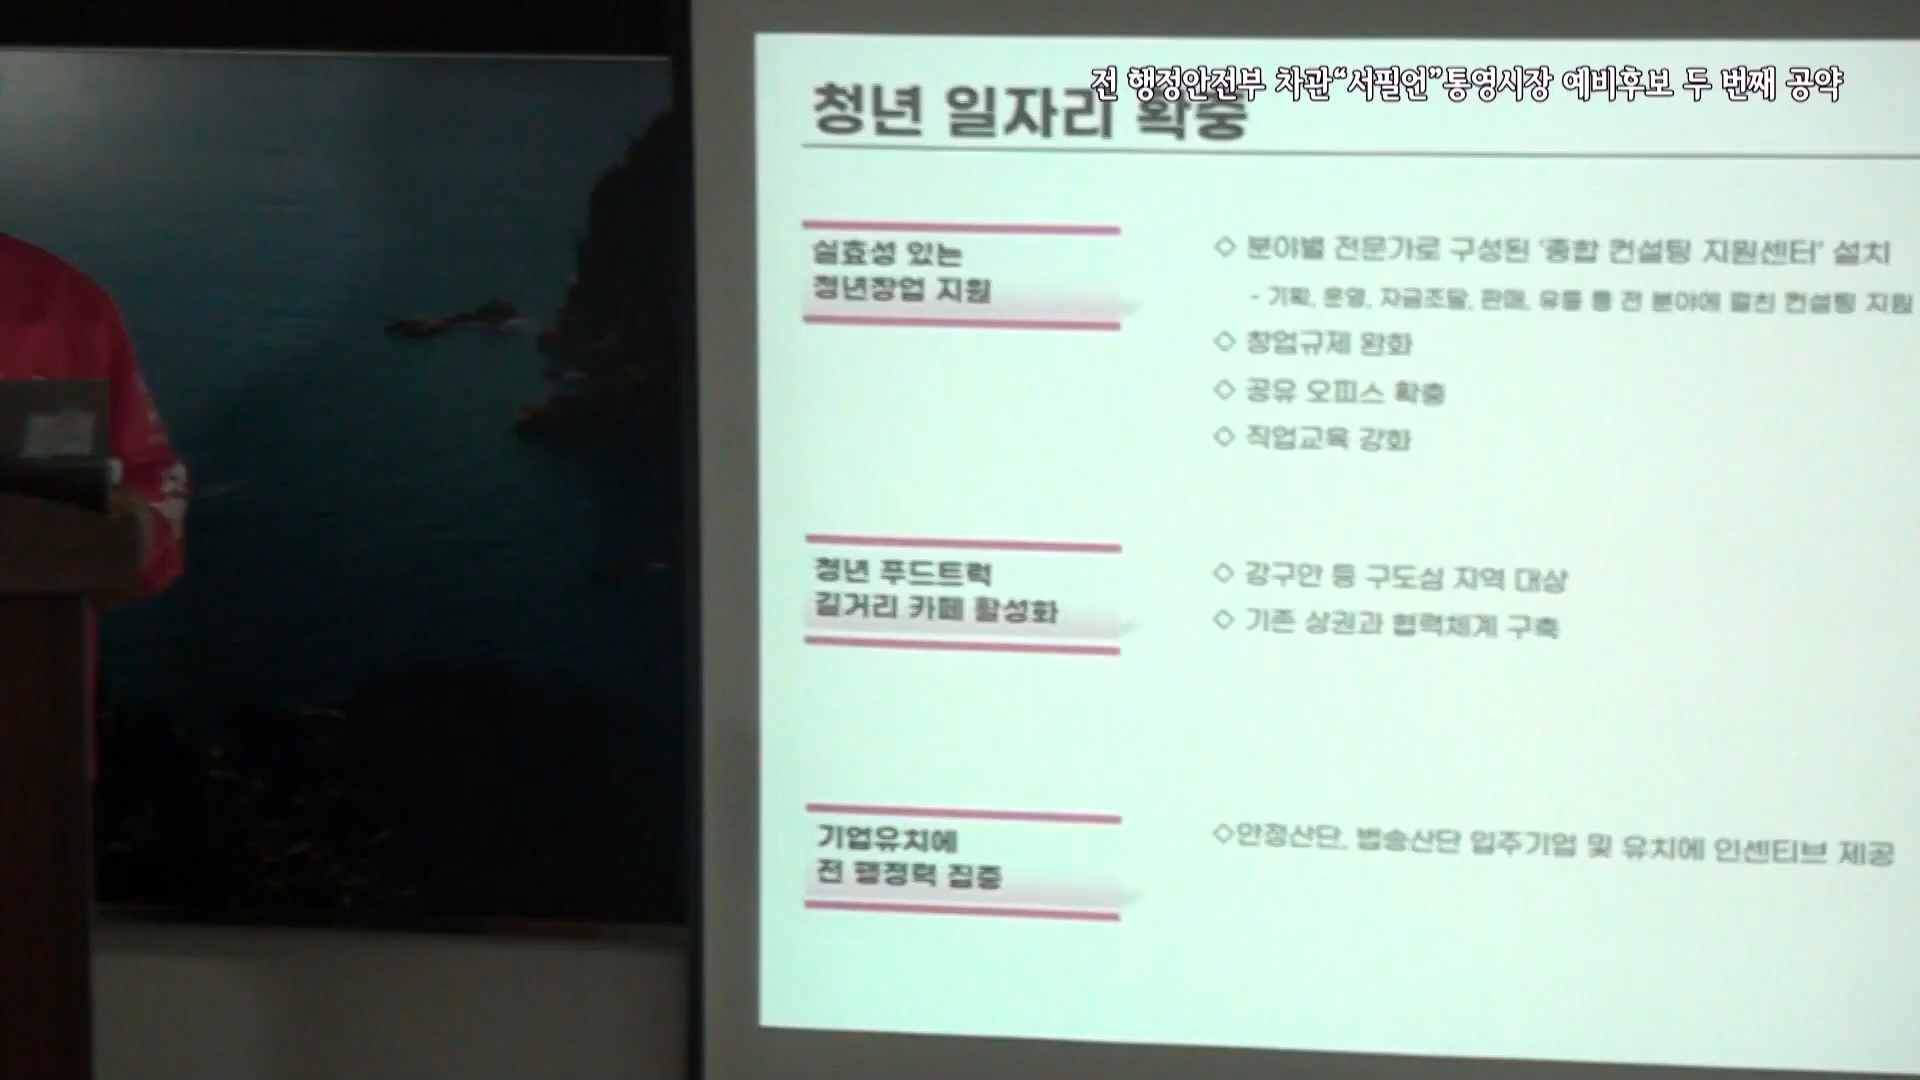 전 행정안전부 차관“서필언”통영시장 예비후보 두 번째 공약
청년 일자리 확충
실효성 있는
청년창업 지원
◇ 분야별 전문가로 구성된 '종합 컨설팅 지원센터' 설치
- 기획, 운영, 자금조달, 판매, 유통 등 전 분야에 걸친 컨설팅 지원
◇ 창업규제 완화
◇ 공유 오피스 확충
◇ 직업교육 강화
청년 푸드트럭
길거리 카페 활성화
◇ 강구안 등 구도심 지역 대상
◇ 기존 상권과 협력체계 구축
기업유치에
전 행정력 집중
◇안정산단, 법송산단 입주기업 및 유치에 인센티브 제공